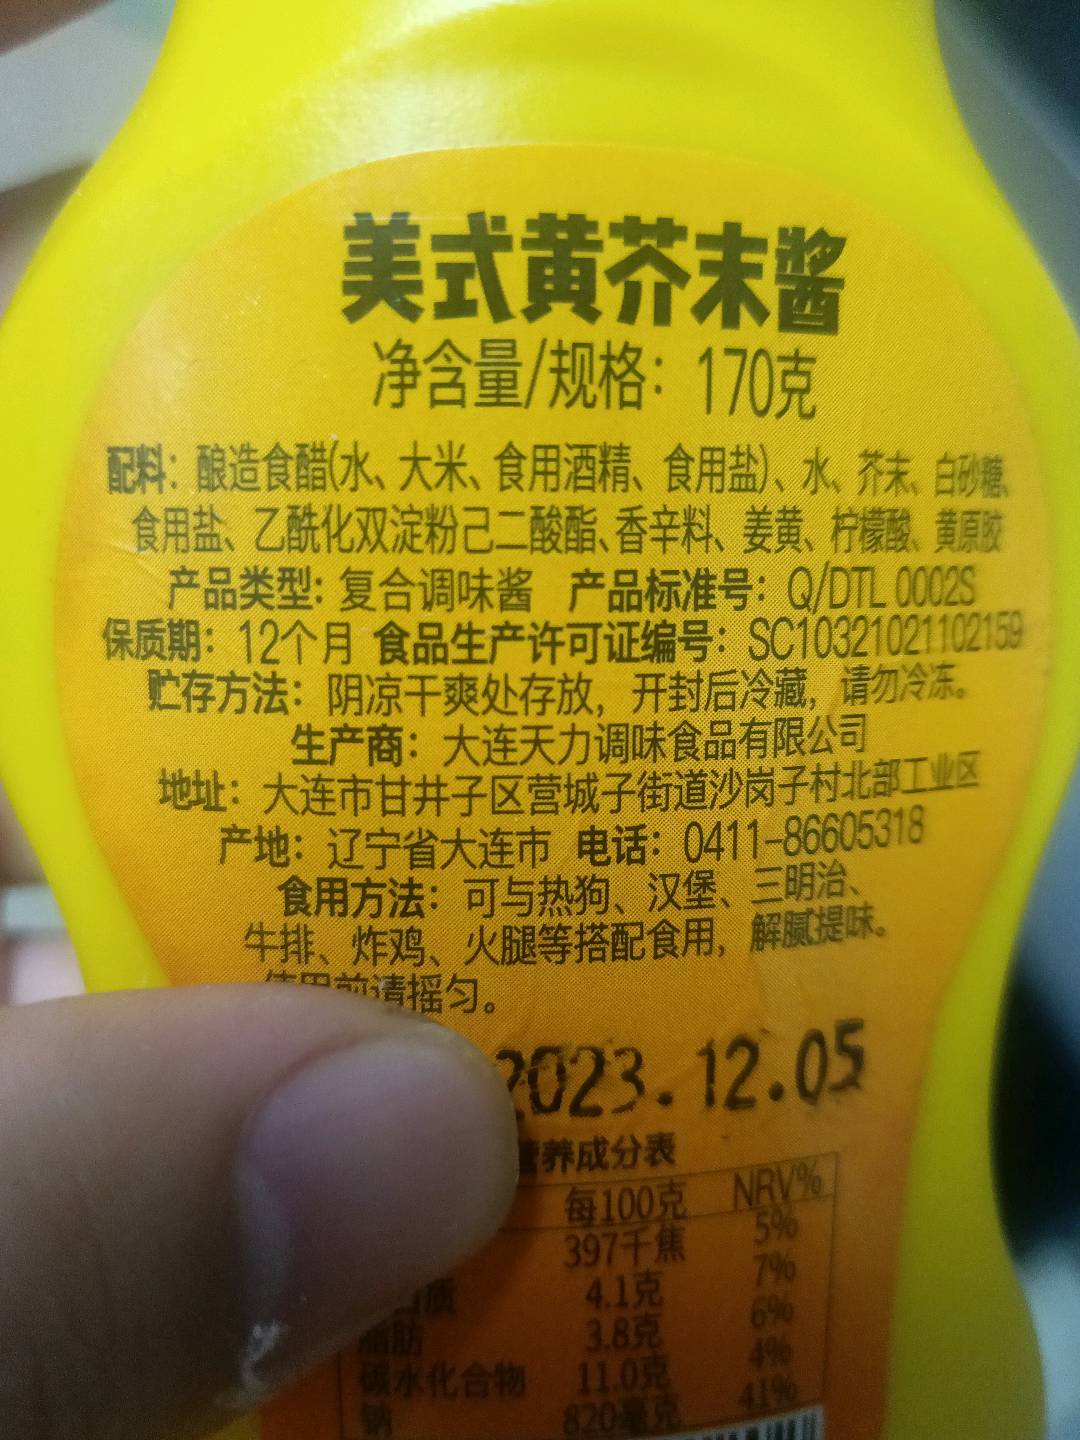 美式黄芥末酱
净含量/规格：170克
配料：酿造食醋(水、大米、食用酒精、食用盐)、水、芥末、白砂糖、
食用盐、乙酰化双淀粉己二酸酯、香辛料、姜黄、柠檬酸、黄原胶
产品类型：复合调味酱 产品标准号：Q/DTL 0002S
保质期：12个月 食品生产许可证编号：SC10321021102159
贮存方法：阴凉干爽处存放，开封后冷藏，请勿冷冻。
生产商：大连天力调味食品有限公司
地址：大连市甘井子区营城子街道沙岗子村北部工业区
产地：辽宁省大连市 电话：0411-86605318
食用方法：可与热狗、汉堡、三明治、
牛排、炸鸡、火腿等搭配食用，解腻提味。
使用前请摇匀。
2023.12.05
营养成分表
每100克 NRV%
397千焦 5%
质 4.1克 7%
脂肪 3.8克 6%
碳水化合物 11.0克 4%
钠 820毫克 41%